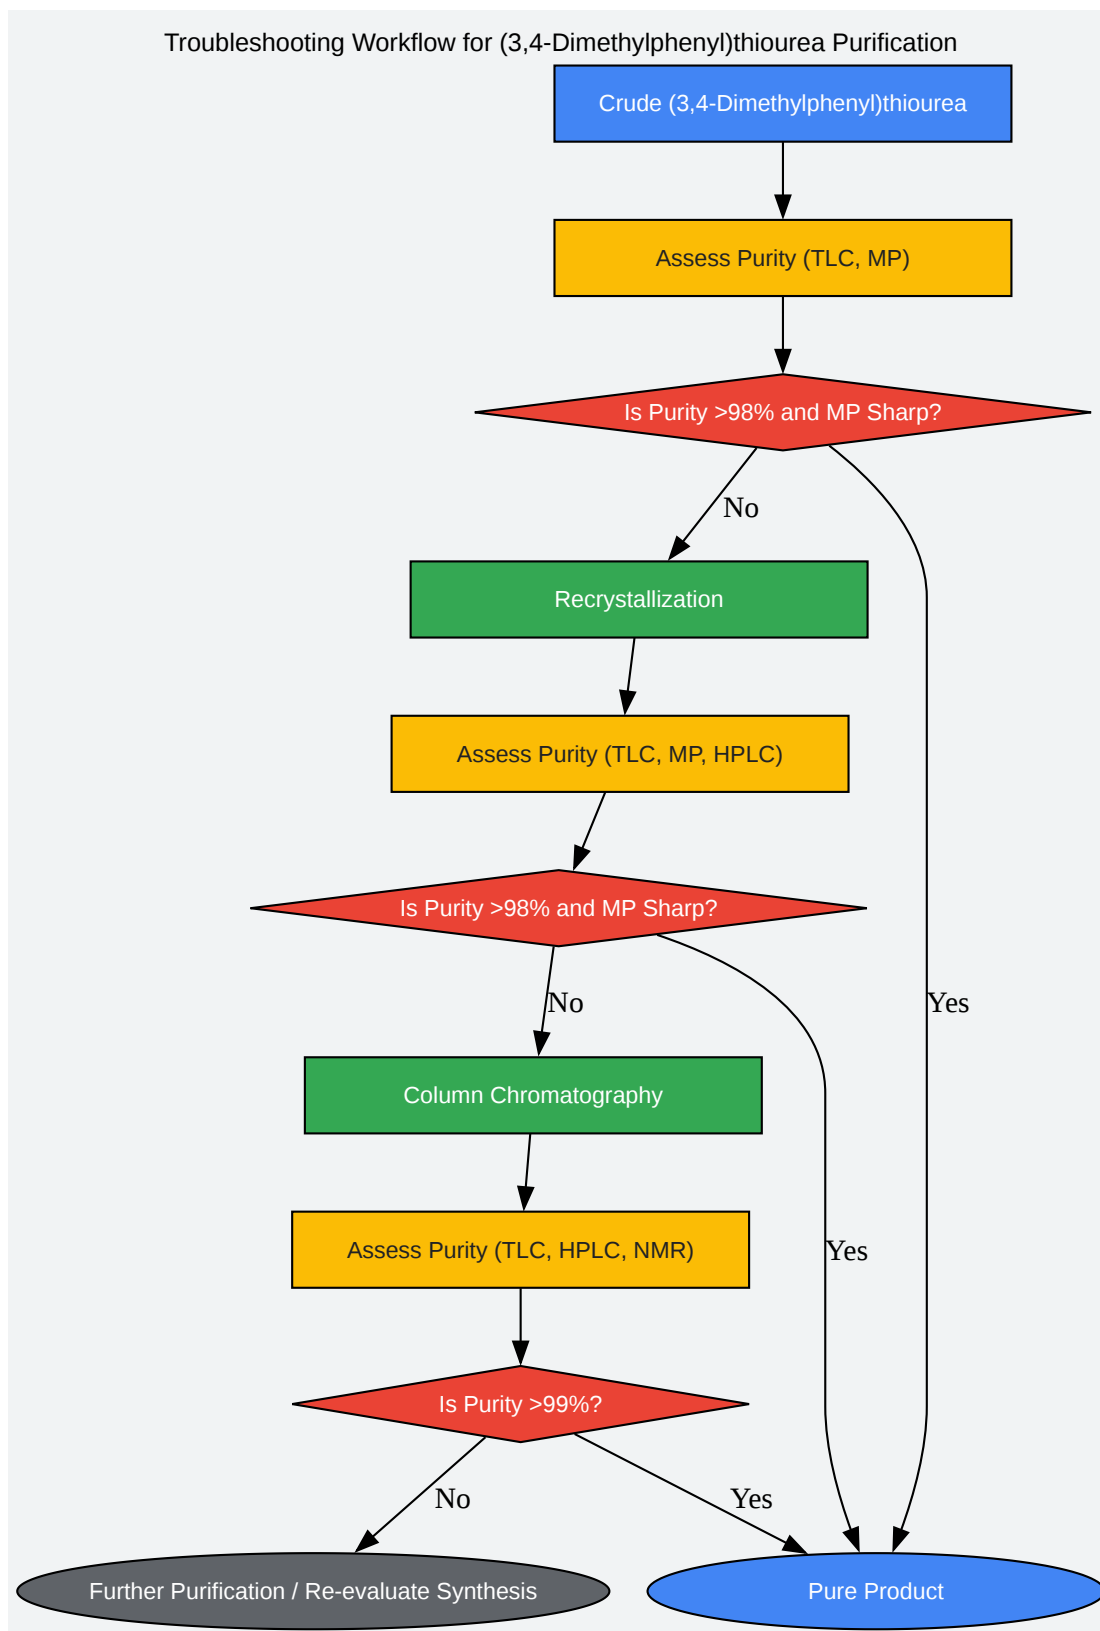 Troubleshooting Workflow for (3,4-Dimethylphenyl)thiourea Purification
Crude (3,4-Dimethylphenyl)thiourea
Assess Purity (TLC, MP)
Is Purity >98% and MP Sharp?
No
Recrystallization
Assess Purity (TLC, MP, HPLC)
Is Purity >98% and MP Sharp?
No
Yes
Column Chromatography
Assess Purity (TLC, HPLC, NMR)
Yes
Is Purity >99%?
No
Yes
Further Purification / Re-evaluate Synthesis
Pure Product